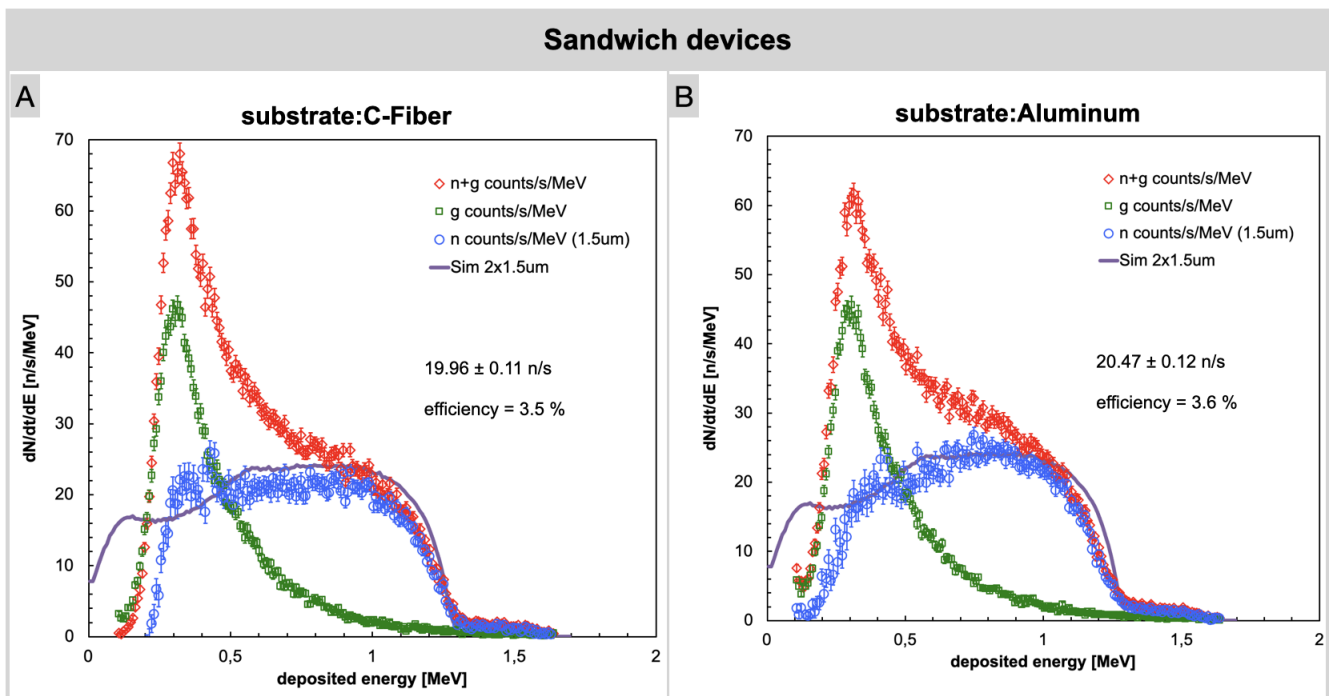 Sandwich devices
A
substrate:C-Fiber
70
60
50
40
30
20
10
0
dN/dt/dE [n/s/MeV]
n+g counts/s/MeV
g counts/s/MeV
n counts/s/MeV (1.5um)
Sim 2x1.5um
19.96 ± 0.11 n/s
efficiency = 3.5 %
0
0,5
1
1,5
2
deposited energy [MeV]
B
substrate:Aluminum
70
60
50
40
30
20
10
0
dN/dt/dE [n/s/MeV]
n+g counts/s/MeV
g counts/s/MeV
n counts/s/MeV (1.5um)
Sim 2x1.5um
20.47 ± 0.12 n/s
efficiency = 3.6 %
0
0,5
1
1,5
2
deposited energy [MeV]